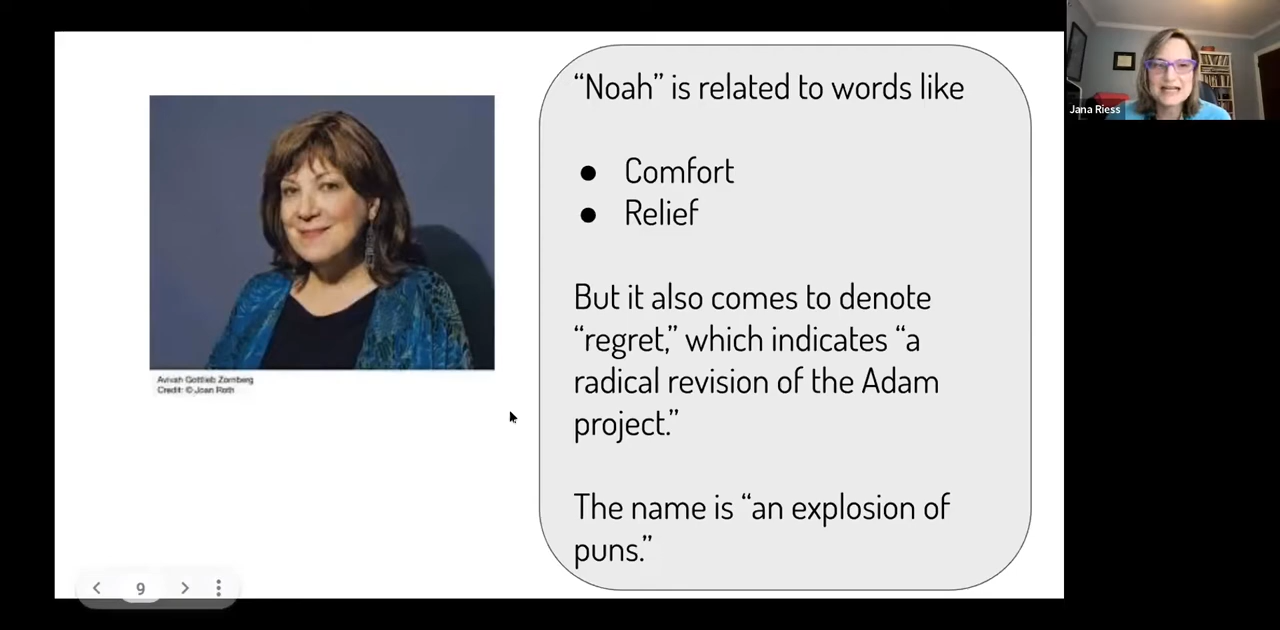 “Noah” is related to words like
● Comfort
● Relief
But it also comes to denote
“regret,” which indicates “a
radical revision of the Adam
project.”
The name is “an explosion of
puns.”
Avivah Gottlieb Zornberg
Credit: © Joan Roth
9
Jana Riess